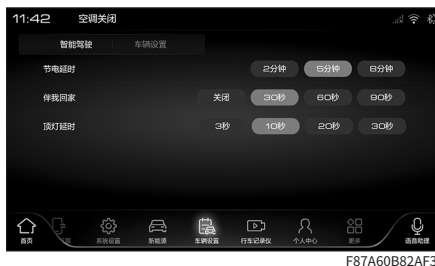 11:42 空调关闭
智能驾驶 车辆设置
节电延时 2分钟 5分钟 8分钟
伴我回家 关闭 30秒 60秒 90秒
顶灯延时 3秒 10秒 20秒 30秒
首页 系统设置 新能源 车辆设置 行车记录仪 个人中心 更多 语音助理
F87A60B82AF3